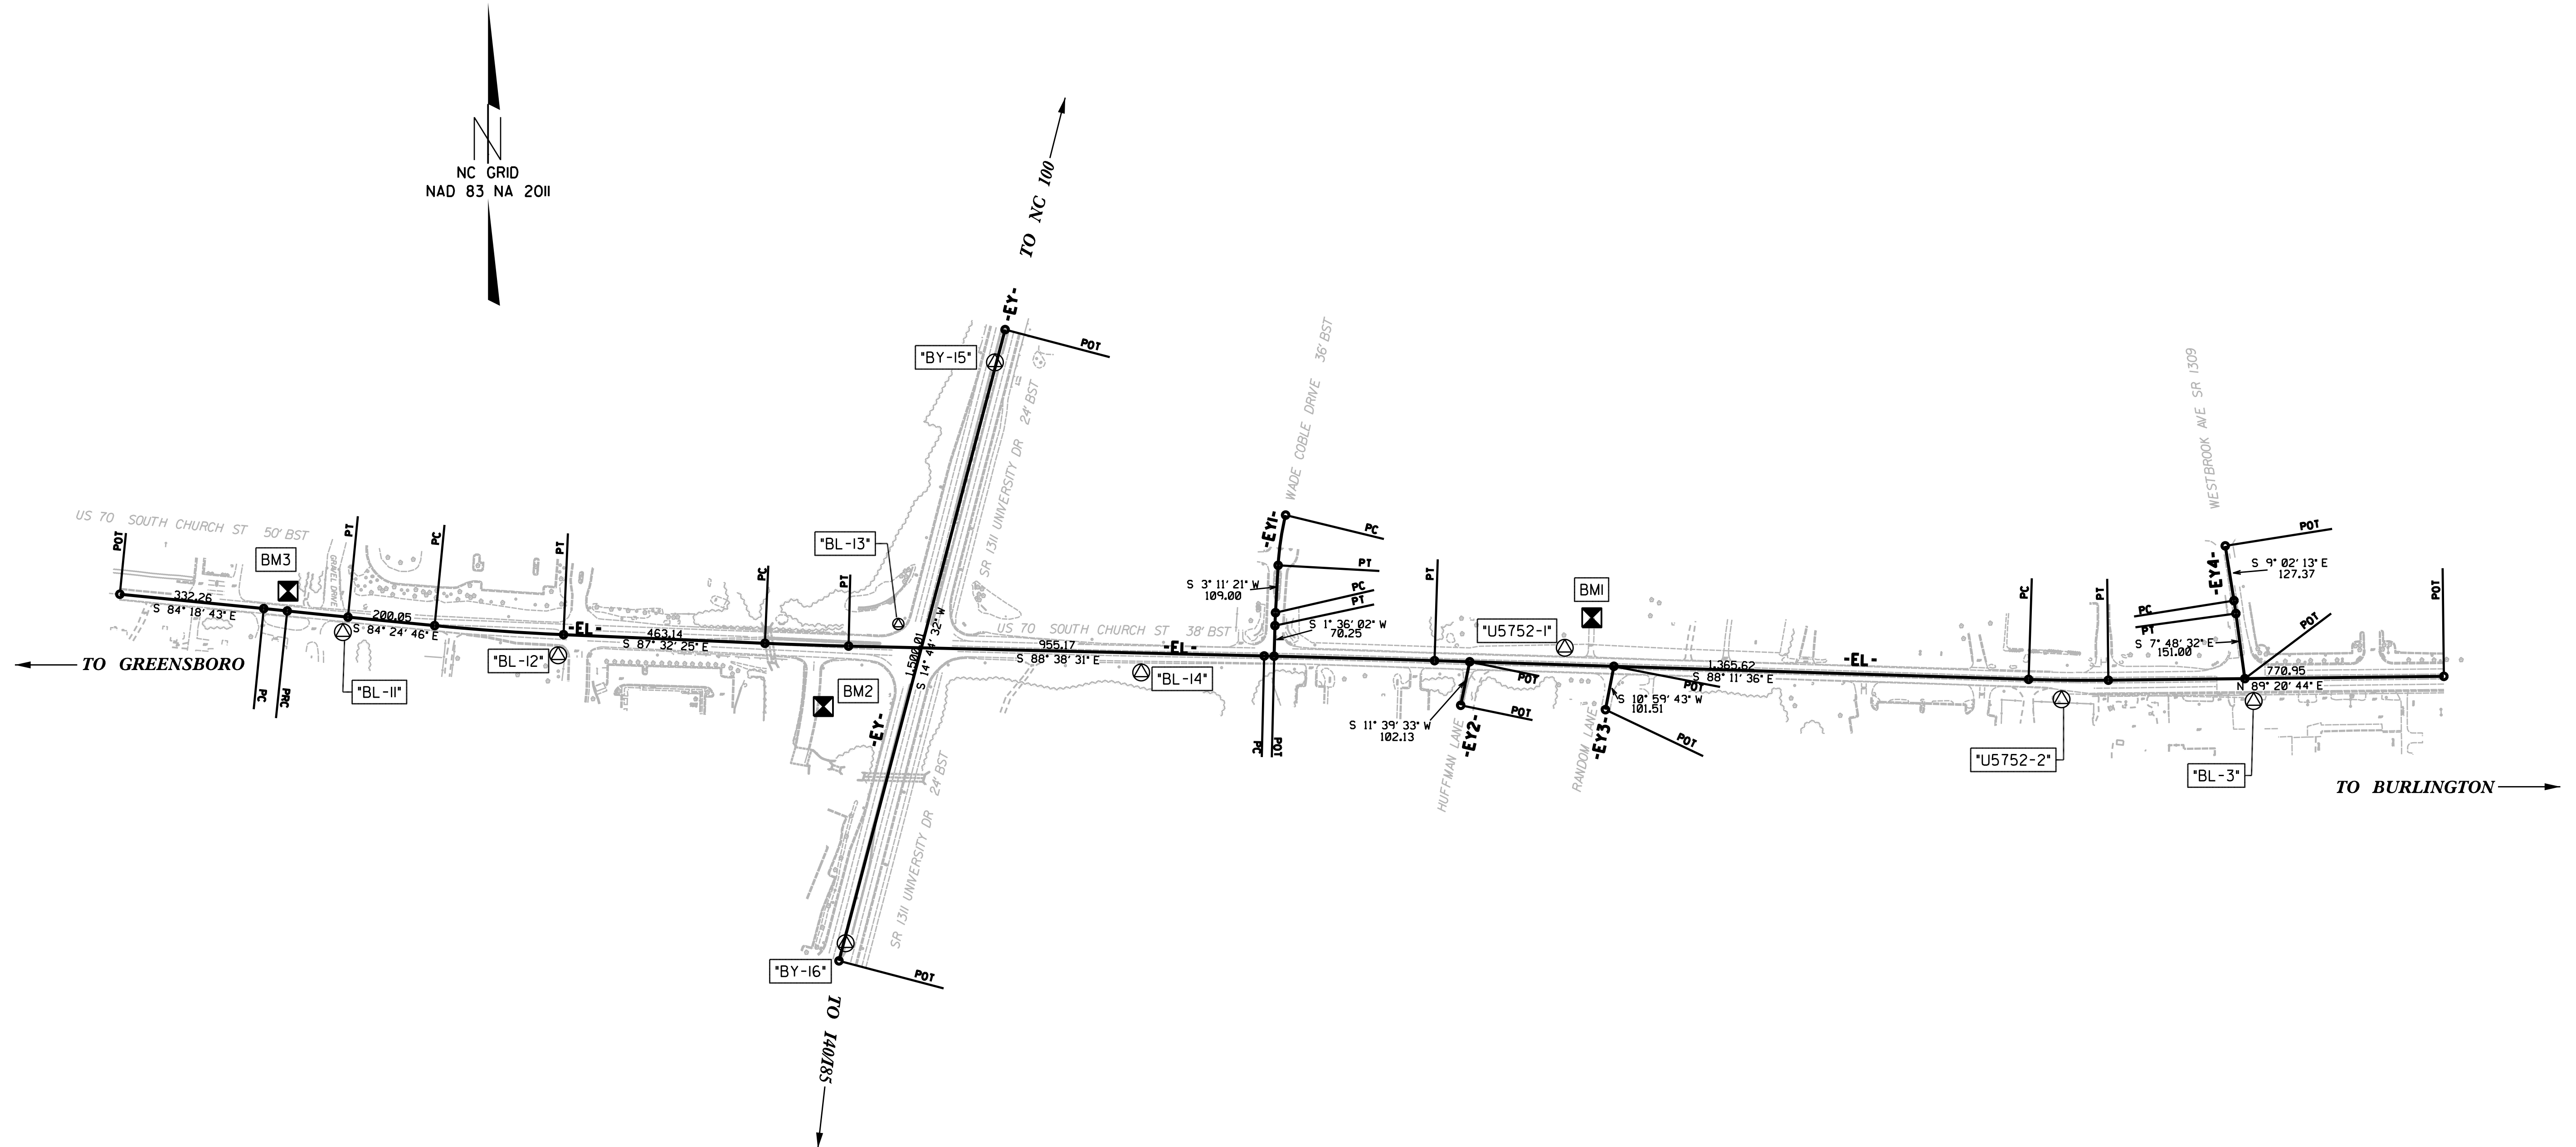 N
NC GRID
NAD 83 NA 2011
TO NC 100
-EY-
POT
"BY-15"
SR 1311 UNIVERSITY DR 24' BST
WADE COBLE DRIVE 36' BST
WESTBROOK AVE SR 1309
US 70 SOUTH CHURCH ST 50' BST
POT
BM3
GRAVEL DRIVE
PT
PC
PT
"BL-13"
PC
PT
-EY1-
PC
PT
S 3° 11' 21" W
109.00
PC
PT
S 1° 36' 02" W
70.25
PT
BM1
"U5752-1"
PC
PT
POT
-EY4-
S 9° 02' 13" E
127.37
PC
PT
S 7° 48' 32" E
151.00
POT
POT
332.26
S 84° 18' 43" E
200.05
S 84° 24' 46" E
-EL-
463.14
S 87° 32' 25" E
1,500.01
S 14° 44' 32" W
US 70 SOUTH CHURCH ST 38' BST
955.17
S 88° 38' 31" E
-EL-
1,365.62
S 88° 11' 36" E
-EL-
770.95
N 89° 20' 44" E
TO GREENSBORO
PC
PRC
"BL-11"
"BL-12"
BM2
"BL-14"
-EY-
PC
POT
POT
S 11° 39' 33" W
102.13
POT
-EY2-
HUFFMAN LANE
POT
S 10° 59' 43" W
101.51
POT
-EY3-
RANDOM LANE
"U5752-2"
"BL-3"
TO BURLINGTON
SR 1311 UNIVERSITY DR 24' BST
"BY-16"
POT
TO I40/I85